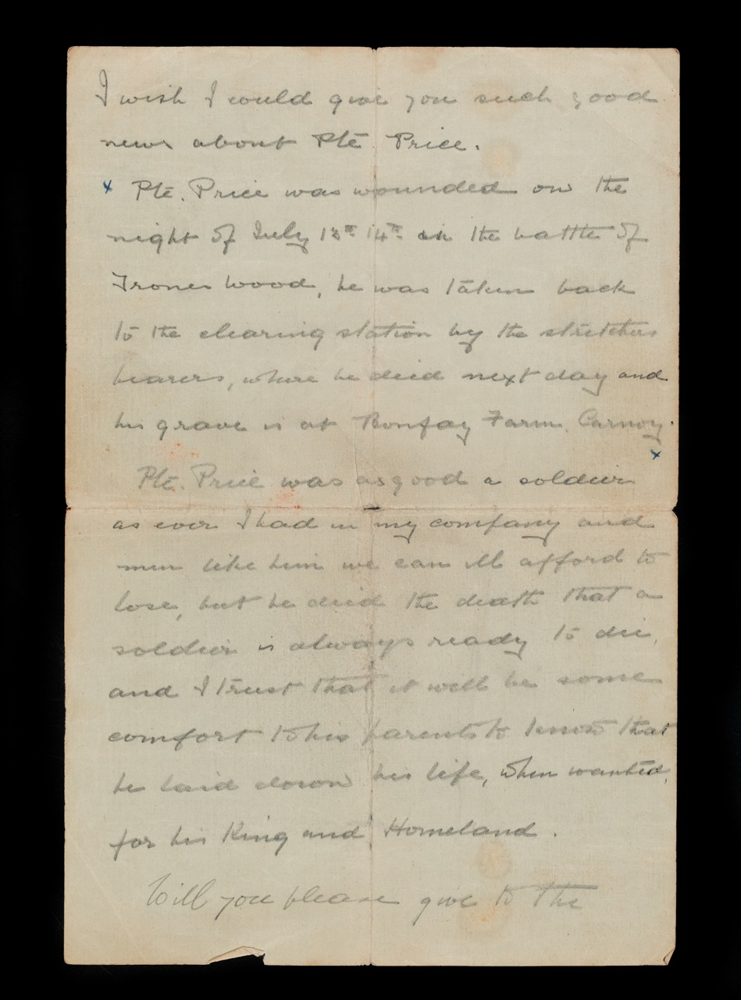 I wish I could give you such good
news about Pte Price.
x Pte. Price was wounded on the
night of July 13th 14th in the battle of
Trones Wood, he was taken back
to the clearing station by the stretcher
bearers, where he died next day and
his grave is at Bonfay Farm, Carnoy.
x
Pte. Price was as good a soldier
as ever I had in my company and
men like him we can ill afford to
lose, but he died the death that a
soldier is always ready to die,
and I trust that it will be some
comfort to his parents to know that
he laid down his life, when wanted,
for his King and Homeland.
Will you please give to the